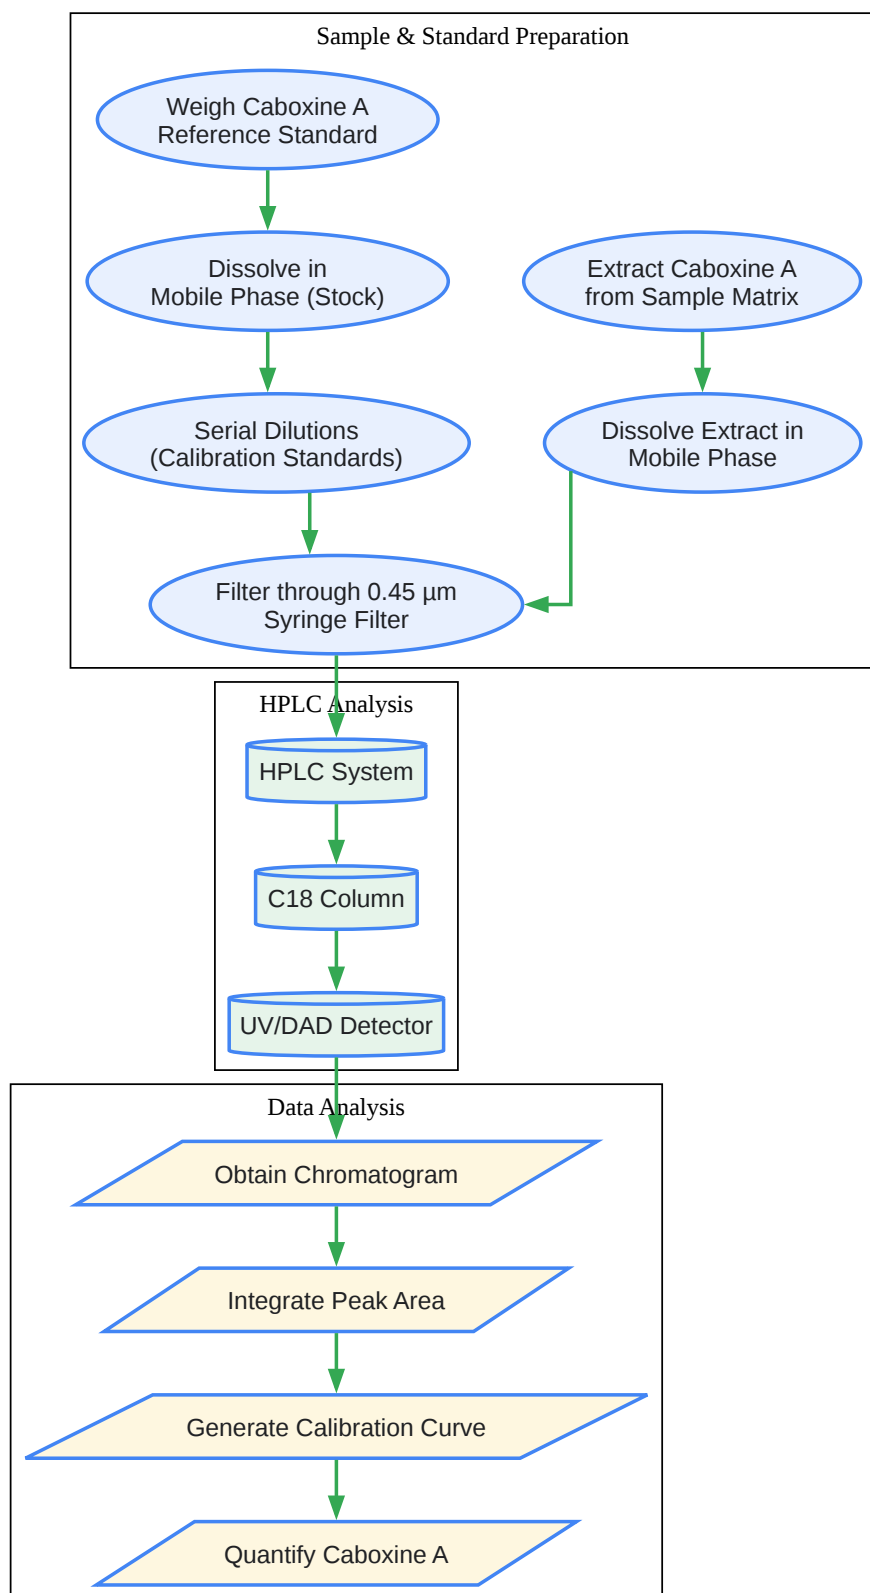 Sample & Standard Preparation
Weigh Caboxine A
Reference Standard
Dissolve in
Mobile Phase (Stock)
Extract Caboxine A
from Sample Matrix
Serial Dilutions
(Calibration Standards)
Dissolve Extract in
Mobile Phase
Filter through 0.45 µm
Syringe Filter
HPLC Analysis
HPLC System
C18 Column
UV/DAD Detector
Data Analysis
Obtain Chromatogram
Integrate Peak Area
Generate Calibration Curve
Quantify Caboxine A